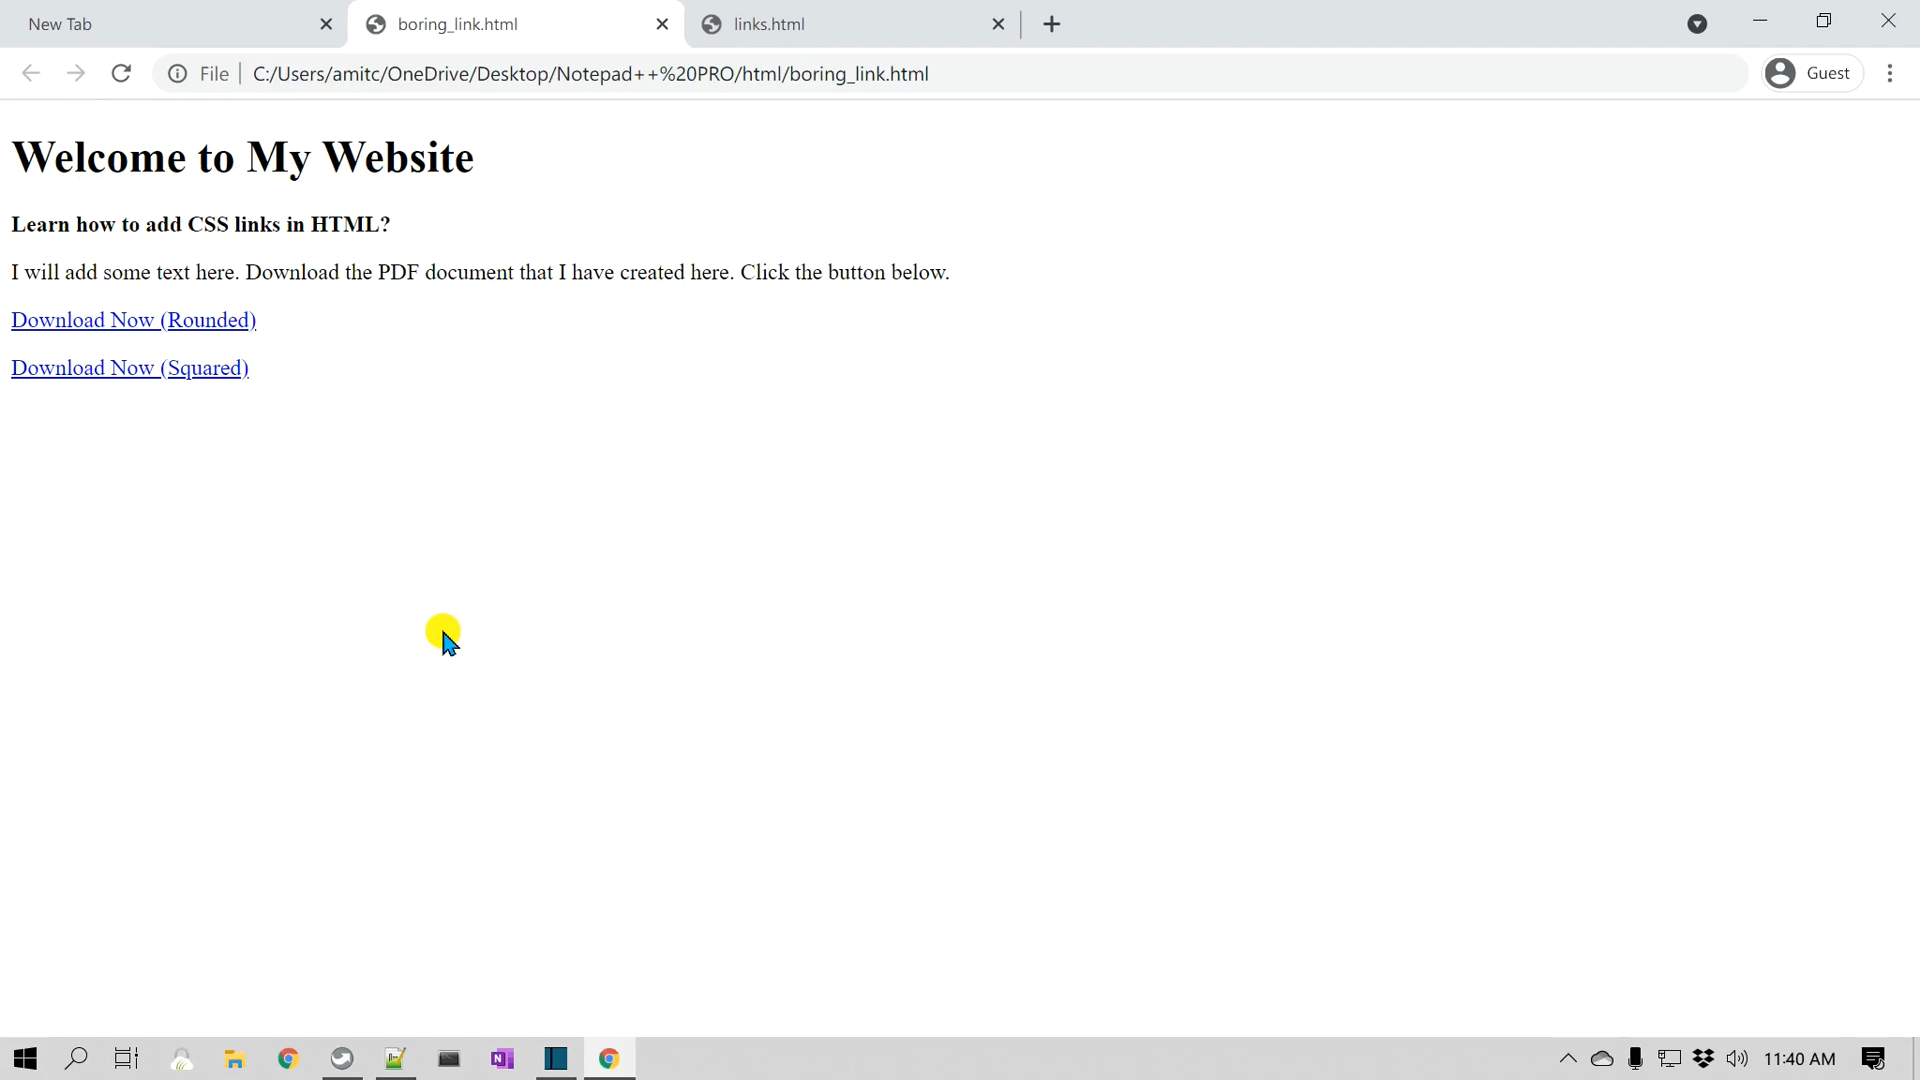 New Tab
boring_link.html
links.html
File
C:/Users/amitc/OneDrive/Desktop/Notepad++%20PRO/html/boring_link.html
Guest
Welcome to My Website
Learn how to add CSS links in HTML?
I will add some text here. Download the PDF document that I have created here. Click the button below.
Download Now (Rounded)
Download Now (Squared)
11:40 AM